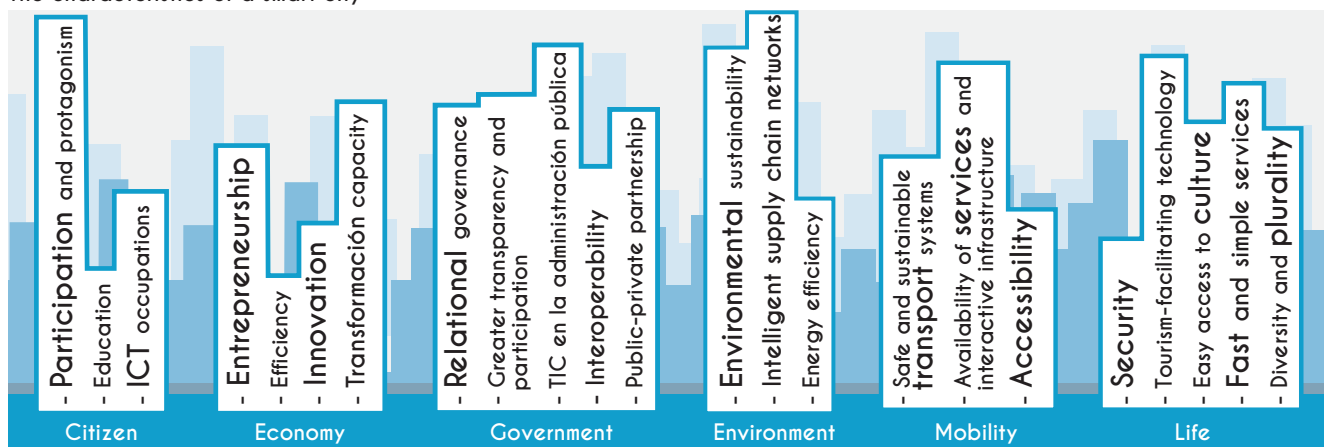 The characteristics of a smart city
- Participation and protagonism
- Education
- ICT occupations
Citizen
- Entrepreneurship
- Efficiency
- Innovation
- Transformación capacity
Economy
- Relational governance
- Greater transparency and
participation
- TIC en la administración pública
- Interoperability
- Public-private partnership
Government
- Environmental sustainability
- Intelligent supply chain networks
- Energy efficiency
Environment
- Safe and sustainable
transport systems
- Availability of services and
interactive infrastructure
- Accessibility
Mobility
- Security
- Tourism-facilitating technology
- Easy access to culture
- Fast and simple services
- Diversity and plurality
Life